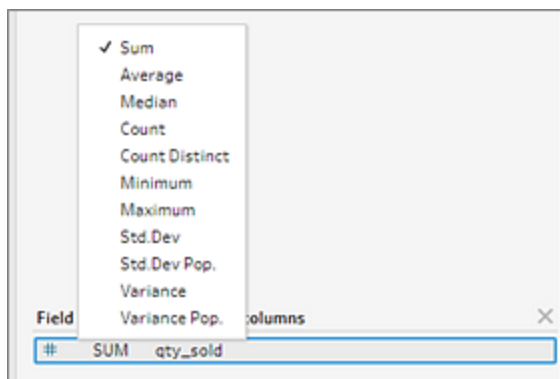 ✓ Sum
Average
Median
Count
Count Distinct
Minimum
Maximum
Std.Dev
Std.Dev Pop.
Variance
Variance Pop.
Field columns
# SUM qty_sold